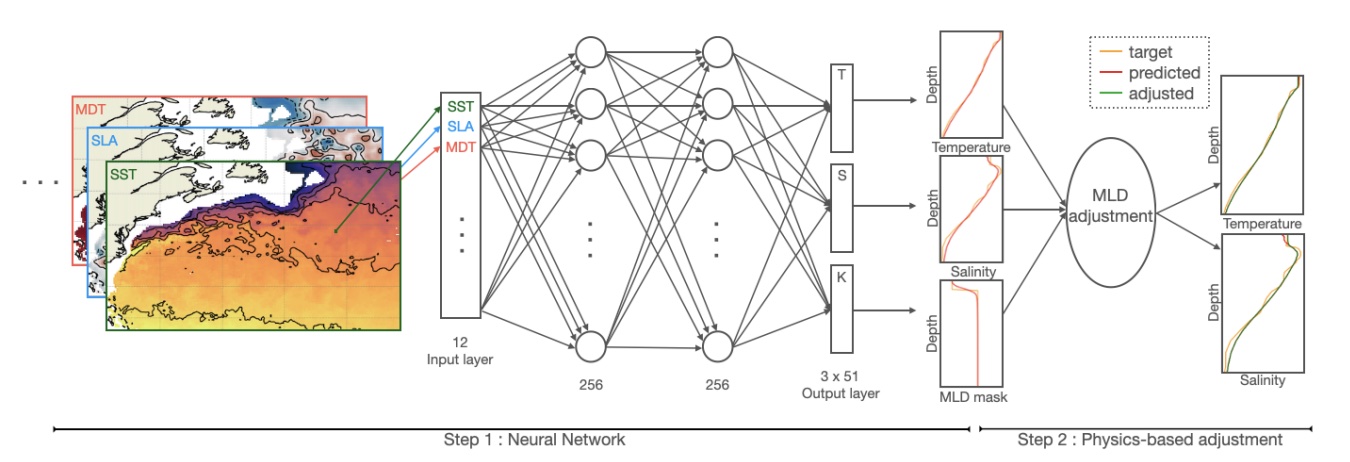 MDT
SLA
SST
. . .
SST
SLA
MDT
12
Input layer
256
256
T
S
K
3 x 51
Output layer
Depth
Temperature
Depth
Salinity
Depth
MLD mask
MLD
adjustment
target
predicted
adjusted
Depth
Temperature
Depth
Salinity
Step 1 : Neural Network
Step 2 : Physics-based adjustment